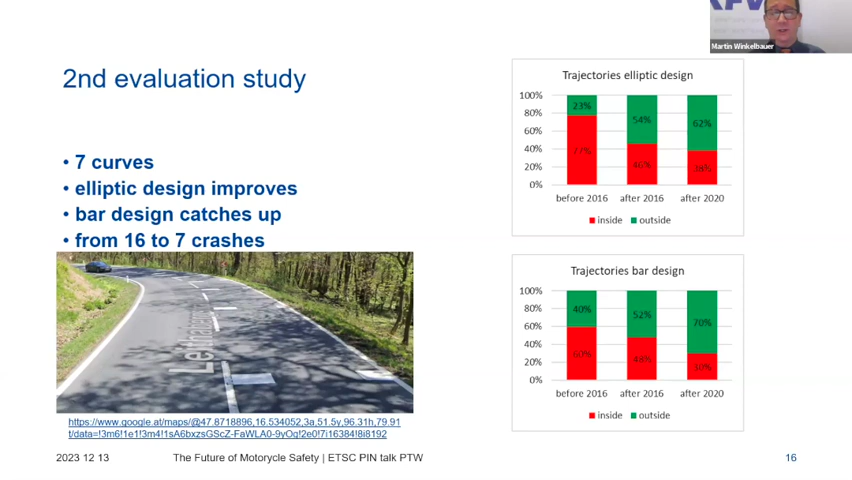 Martin Winkelbauer
2nd evaluation study
• 7 curves
• elliptic design improves
• bar design catches up
• from 16 to 7 crashes
https://www.google.at/maps/@47.8718896,16.534052,3a,51.5y,96.31h,79.91
t/data=!3m6!1e1!3m4!1sA6bxzsGScZ-FaWLA0-9yOq!2e0!7i16384!8i8192
Trajectories elliptic design
100%
80%
60%
40%
20%
0%
23%
54%
62%
77%
46%
38%
before 2016
after 2016
after 2020
inside
outside
Trajectories bar design
100%
80%
60%
40%
20%
0%
40%
52%
70%
60%
48%
30%
before 2016
after 2016
after 2020
inside
outside
2023 12 13
The Future of Motorcycle Safety | ETSC PIN talk PTW
16